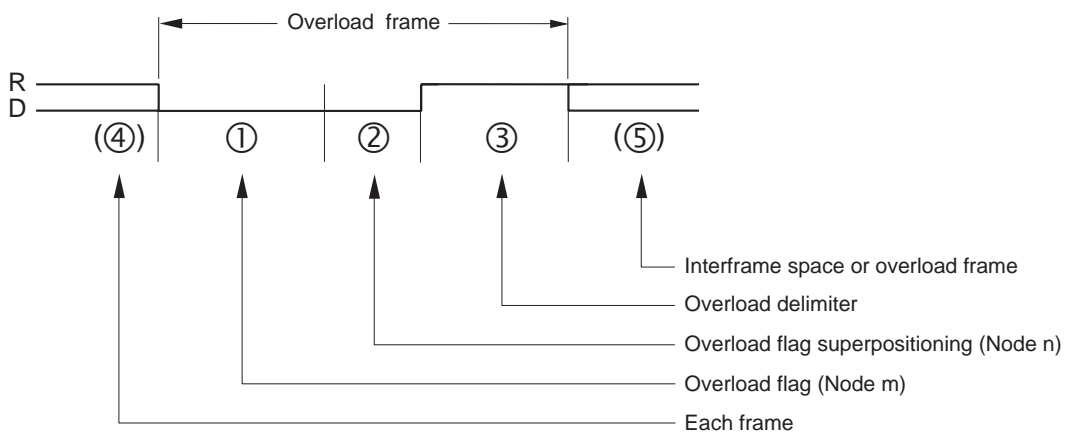 Overload frame
R
D
(④) ① ② ③ (⑤)
Interframe space or overload frame
Overload delimiter
Overload flag superpositioning (Node n)
Overload flag (Node m)
Each frame